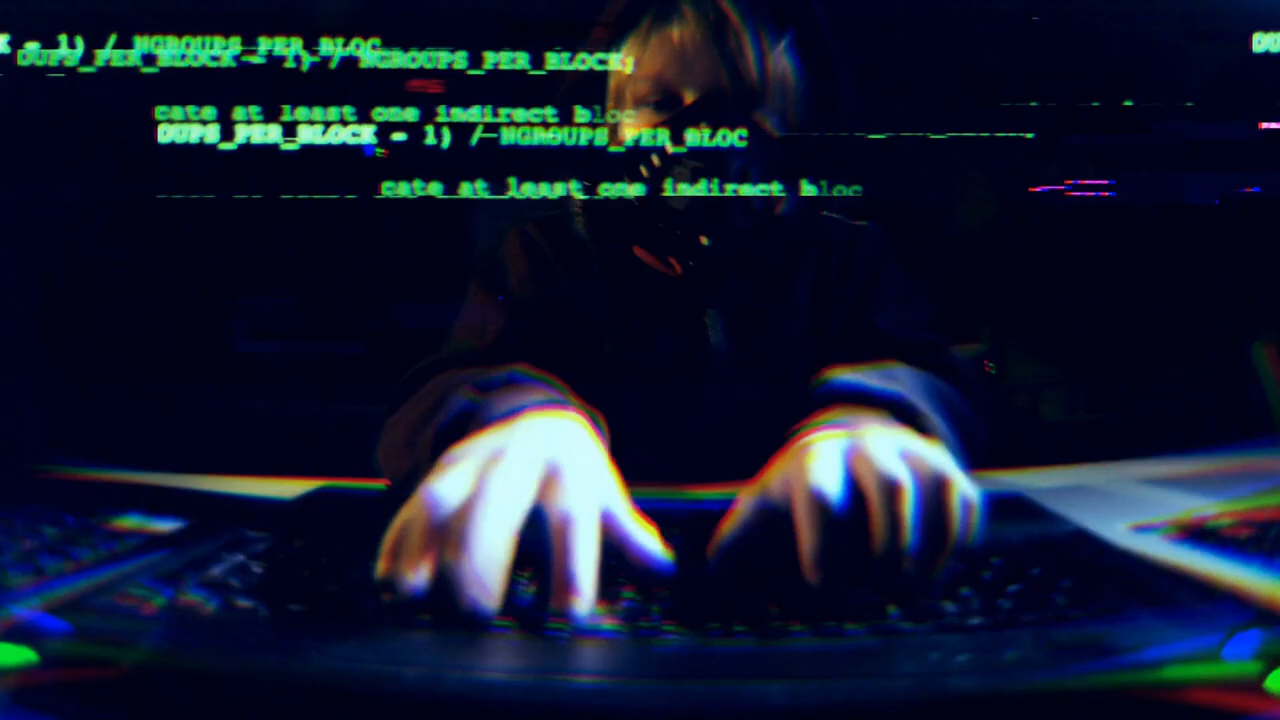 K - 1) / NGROUPS_PER_BLOC
OUPS_PER_BLOCK - 1) / NGROUPS_PER_BLOCK;
cate at least one indirect bloc
OUPS_PER_BLOCK - 1) / NGROUPS_PER_BLOC
cate at least one indirect bloc
OU